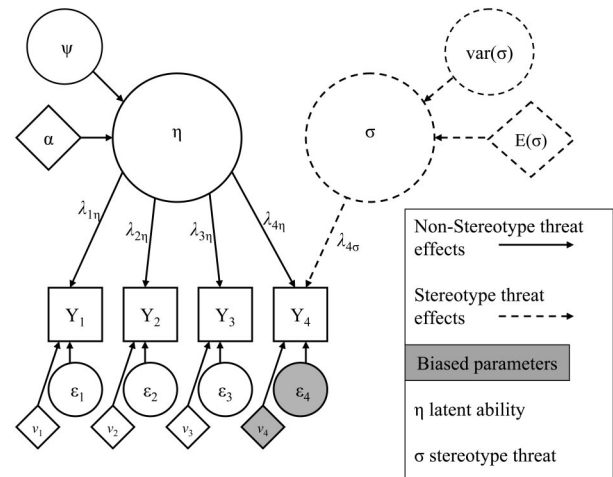 ψ
var(σ)
α
η
σ
E(σ)
λ1η
λ2η
λ3η
λ4η
λ4σ
Y1
Y2
Y3
Y4
ε1
ε2
ε3
ε4
ν1
ν2
ν3
ν4
Non-Stereotype threat
effects
Stereotype threat
effects
Biased parameters
η latent ability
σ stereotype threat